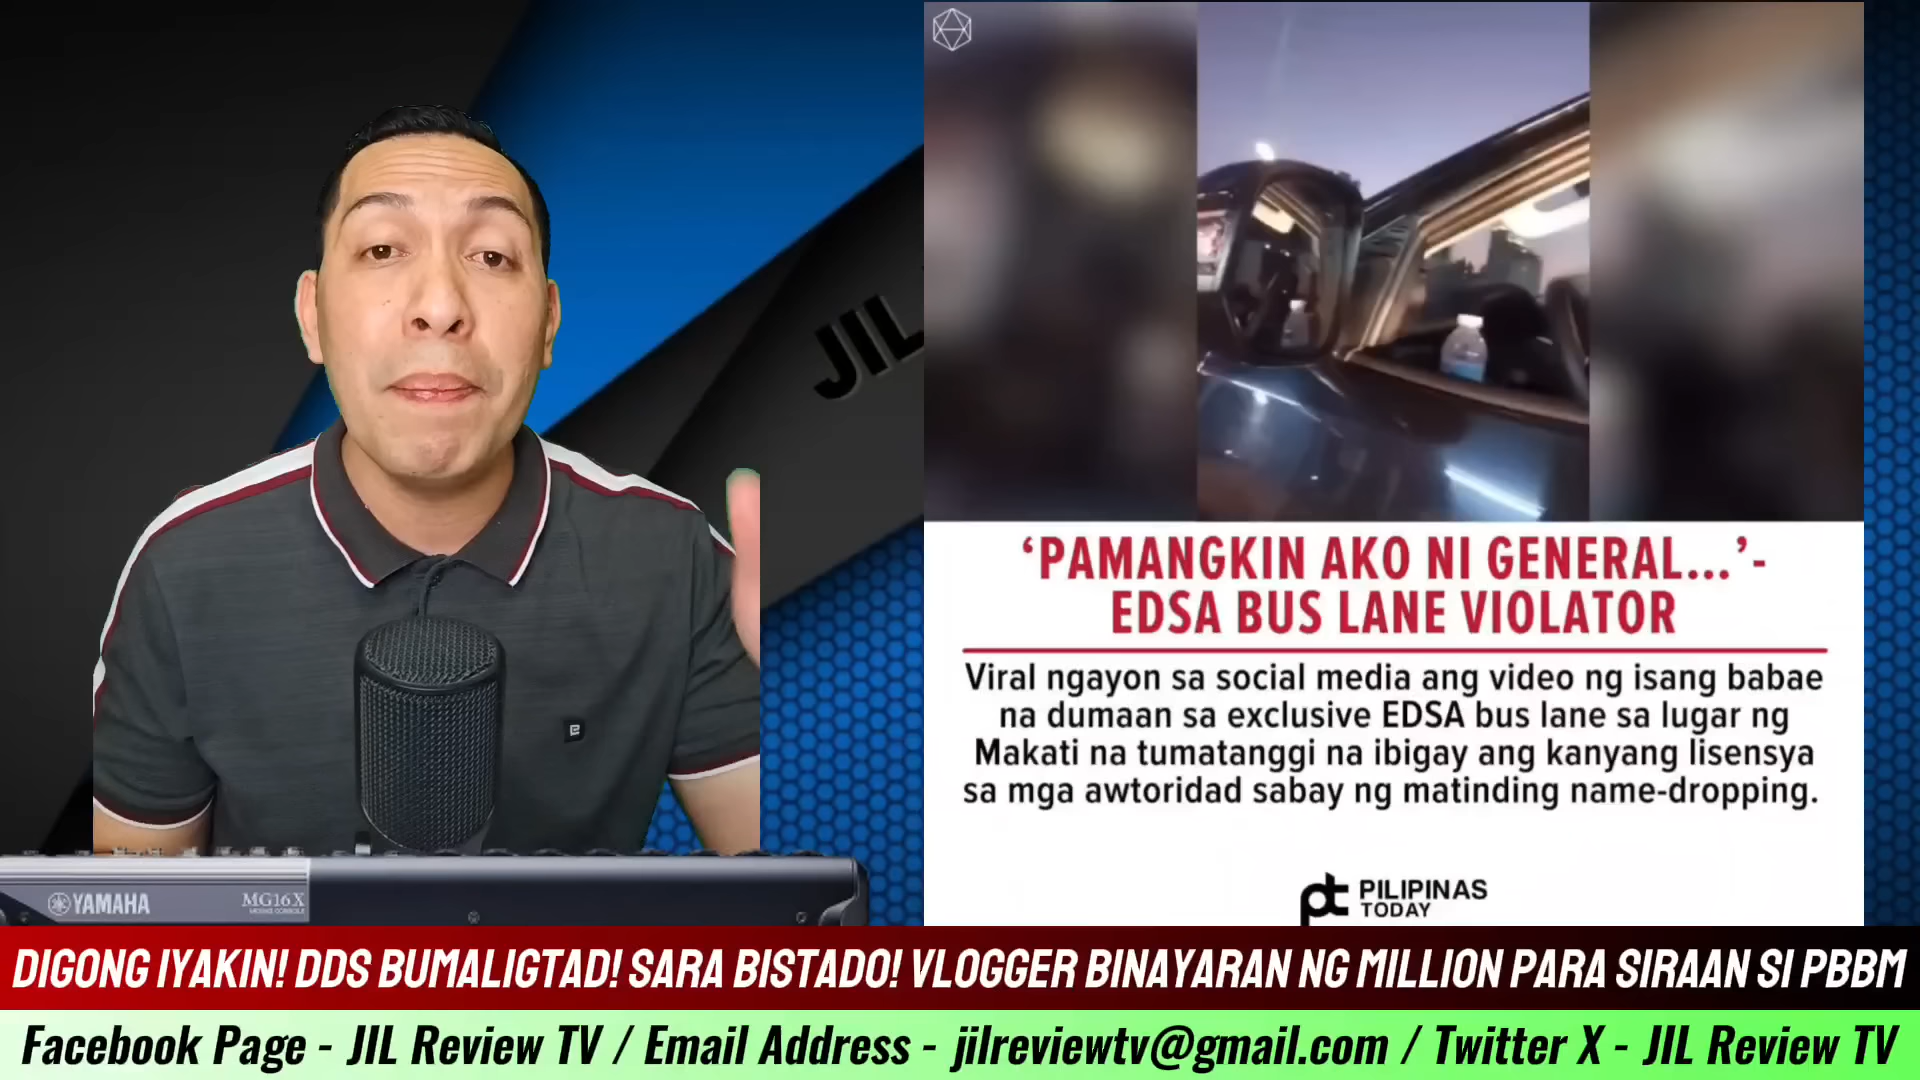 JIL
‘PAMANGKIN AKO NI GENERAL...’-
EDSA BUS LANE VIOLATOR
Viral ngayon sa social media ang video ng isang babae
na dumaan sa exclusive EDSA bus lane sa lugar ng
Makati na tumatanggi na ibigay ang kanyang lisensya
sa mga awtoridad sabay ng matinding name-dropping.
pt PILIPINAS
TODAY
YAMAHA
MG16X
MIXING CONSOLE
DIGONG IYAKIN! DDS BUMALIGTAD! SARA BISTADO! VLOGGER BINAYARAN NG MILLION PARA SIRAAN SI PBBM
Facebook Page - JIL Review TV / Email Address - jilreviewtv@gmail.com / Twitter X - JIL Review TV